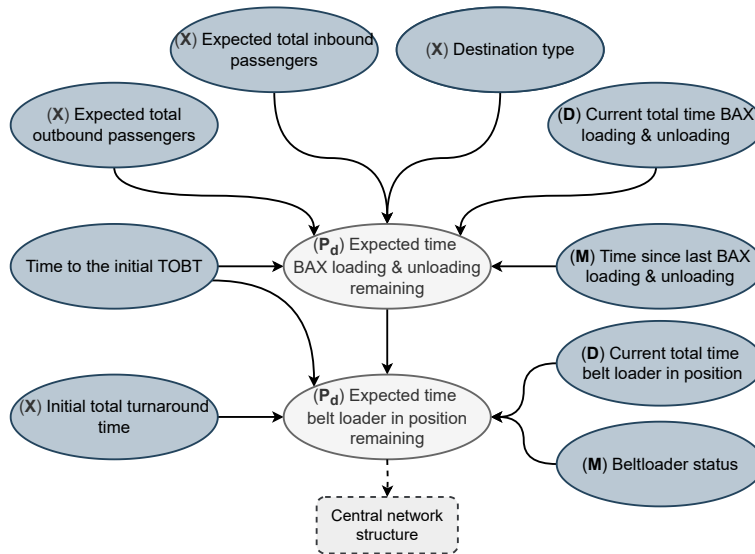 (X) Expected total inbound
passengers
(X) Destination type
(X) Expected total
outbound passengers
(D) Current total time BAX
loading & unloading
Time to the initial TOBT
(Pd) Expected time
BAX loading & unloading
remaining
(M) Time since last BAX
loading & unloading
(X) Initial total turnaround
time
(Pd) Expected time
belt loader in position
remaining
(D) Current total time
belt loader in position
(M) Beltloader status
Central network
structure